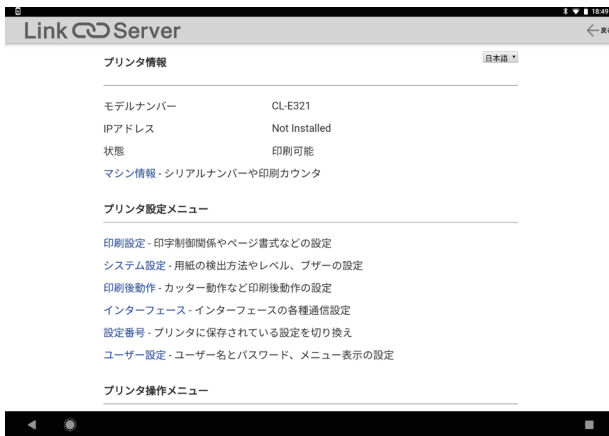 18:49
Link Server
プリンタ情報
日本語
モデルナンバー CL-E321
IPアドレス Not Installed
状態 印刷可能
マシン情報 - シリアルナンバーや印刷カウンタ
プリンタ設定メニュー
印刷設定 - 印字制御関係やページ書式などの設定
システム設定 - 用紙の検出方法やレベル、ブザーの設定
印刷後動作 - カッター動作など印刷後動作の設定
インターフェース - インターフェースの各種通信設定
設定番号 - プリンタに保存されている設定を切り換え
ユーザー設定 - ユーザー名とパスワード、メニュー表示の設定
プリンタ操作メニュー